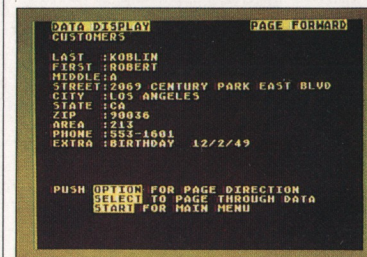 DATA DISPLAY PAGE FORWARD
CUSTOMERS
LAST :KOBLIN
FIRST :ROBERT
MIDDLE:A
STREET:2069 CENTURY PARK EAST BLVD
CITY :LOS ANGELES
STATE :CA
ZIP :90036
AREA :213
PHONE :553-1601
EXTRA :BIRTHDAY 12/2/49
PUSH OPTION FOR PAGE DIRECTION
SELECT TO PAGE THROUGH DATA
START FOR MAIN MENU